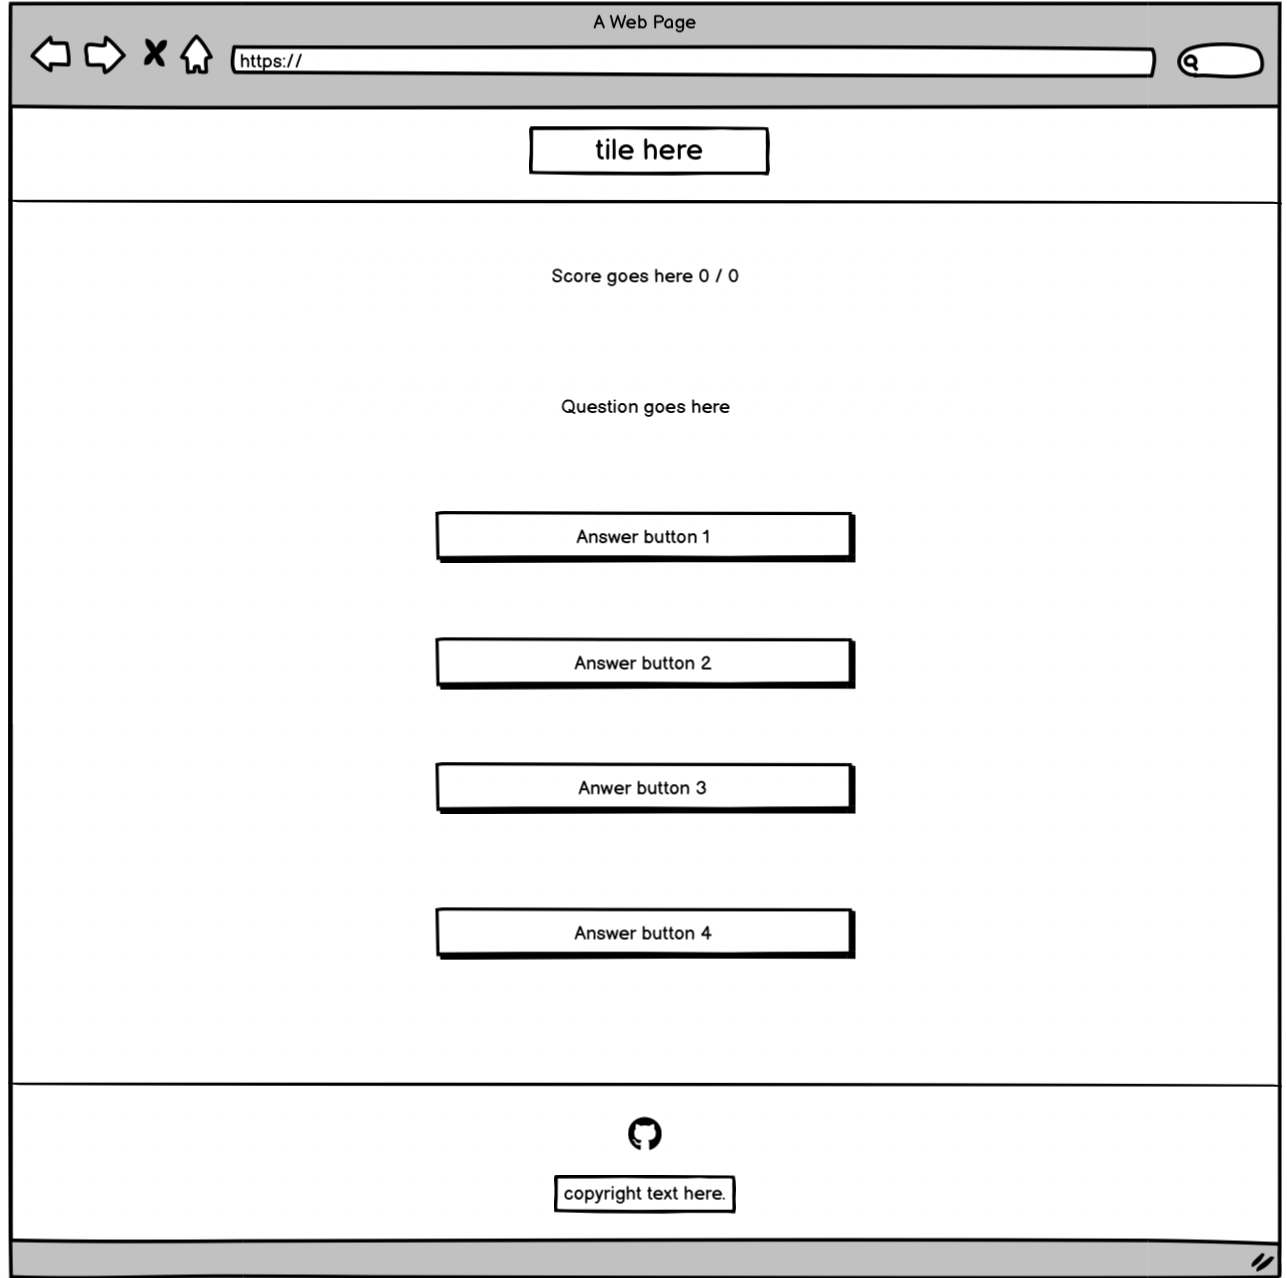 A Web Page
https://
tile here
Score goes here 0 / 0
Question goes here
Answer button 1
Answer button 2
Anwer button 3
Answer button 4
copyright text here.